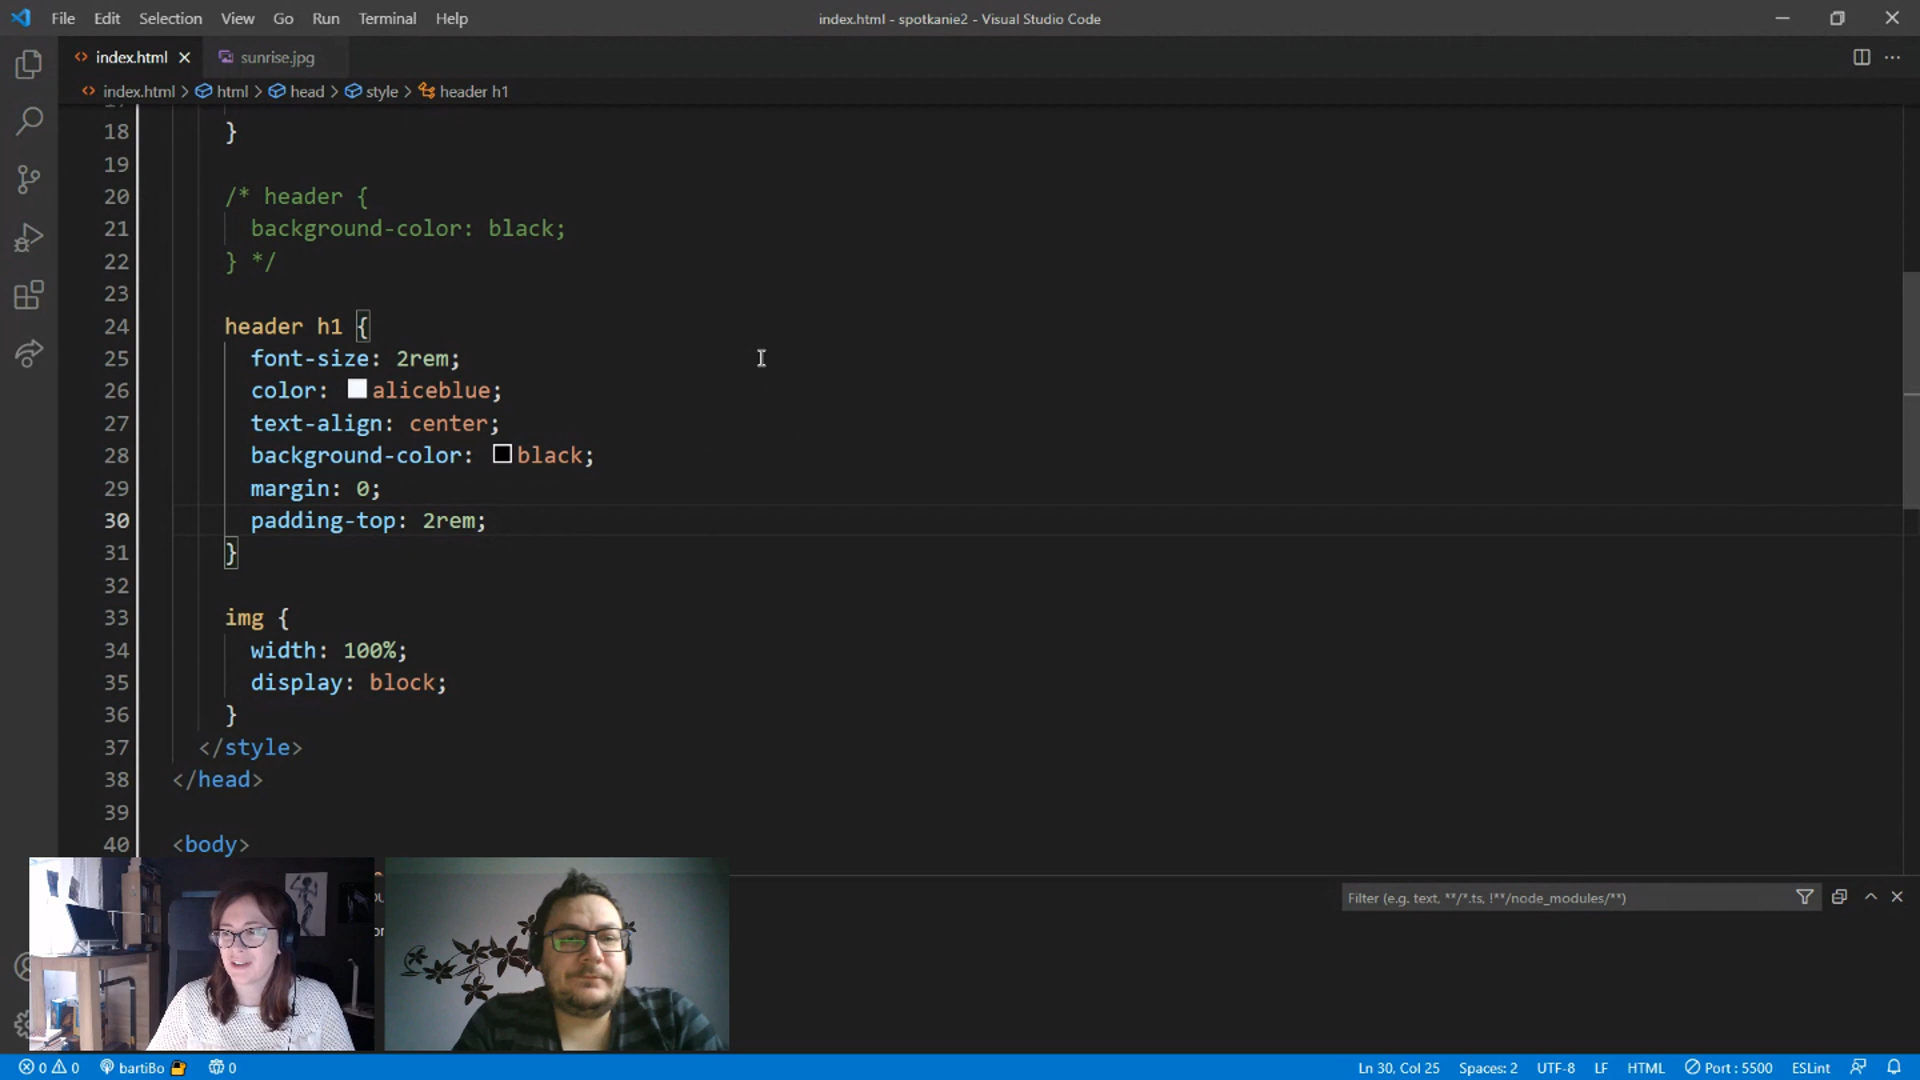 File Edit Selection View Go Run Terminal Help
index.html - spotkanie2 - Visual Studio Code
index.html
sunrise.jpg
index.html > html > head > style > header h1
18 }
19
20 /* header {
21 background-color: black;
22 } */
23
24 header h1 {
25 font-size: 2rem;
26 color: aliceblue;
27 text-align: center;
28 background-color: black;
29 margin: 0;
30 padding-top: 2rem;
31 }
32
33 img {
34 width: 100%;
35 display: block;
36 }
37 </style>
38 </head>
39
40 <body>
Filter (e.g. text, **/*.ts, !**/node_modules/**)
0 0 bartiBo 0
Ln 30, Col 25 Spaces: 2 UTF-8 LF HTML Port : 5500 ESLint